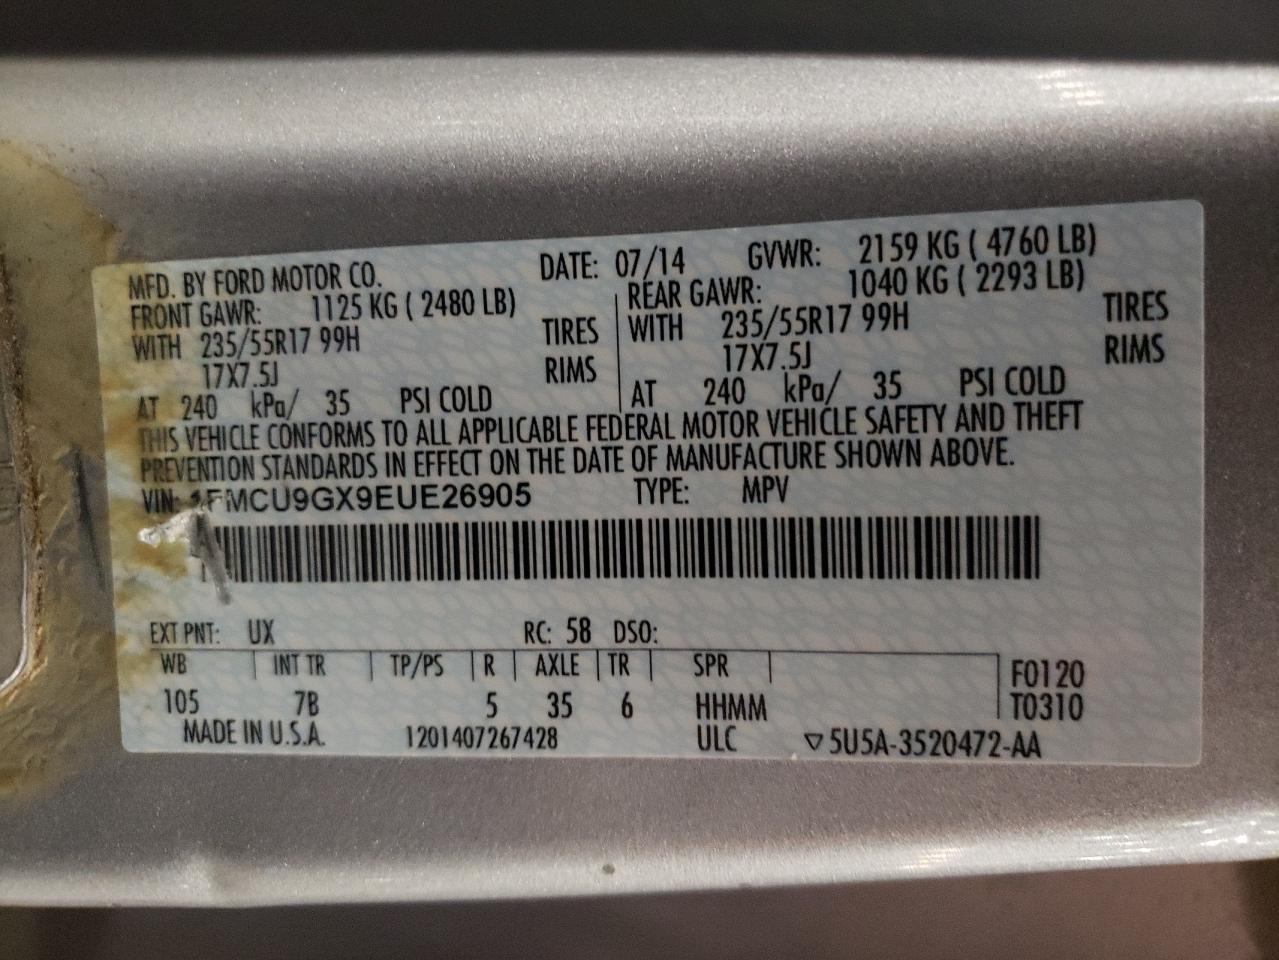 MFD. BY FORD MOTOR CO. DATE: 07/14 GVWR: 2159 KG ( 4760 LB)
FRONT GAWR: 1125 KG ( 2480 LB) REAR GAWR: 1040 KG ( 2293 LB)
WITH 235/55R17 99H TIRES WITH 235/55R17 99H TIRES
17X7.5J RIMS 17X7.5J RIMS
AT 240 kPa/ 35 PSI COLD AT 240 kPa/ 35 PSI COLD
THIS VEHICLE CONFORMS TO ALL APPLICABLE FEDERAL MOTOR VEHICLE SAFETY AND THEFT
PREVENTION STANDARDS IN EFFECT ON THE DATE OF MANUFACTURE SHOWN ABOVE.
VIN: 1FMCU9GX9EUE26905 TYPE: MPV
EXT PNT: UX RC: 58 DSO:
WB INT TR TP/PS R AXLE TR SPR F0120
105 7B 5 35 6 HHMM T0310
MADE IN U.S.A. 1201407267428 ULC ▽5U5A-3520472-AA